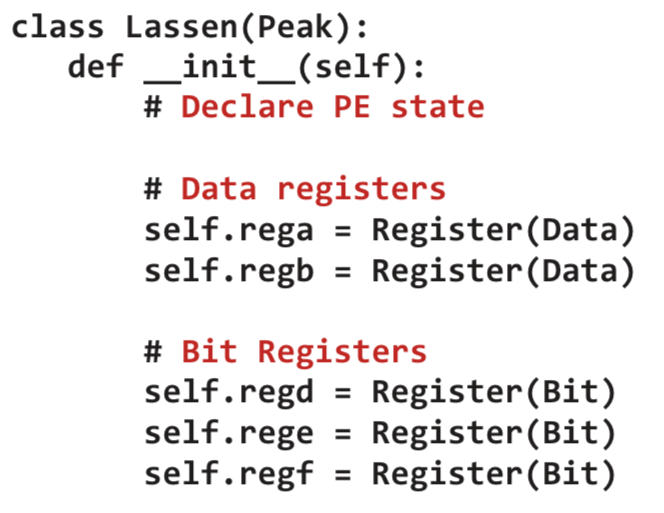 class Lassen(Peak):
def __init__(self):
# Declare PE state
# Data registers
self.rega = Register(Data)
self.regb = Register(Data)
# Bit Registers
self.regd = Register(Bit)
self.rege = Register(Bit)
self.regf = Register(Bit)